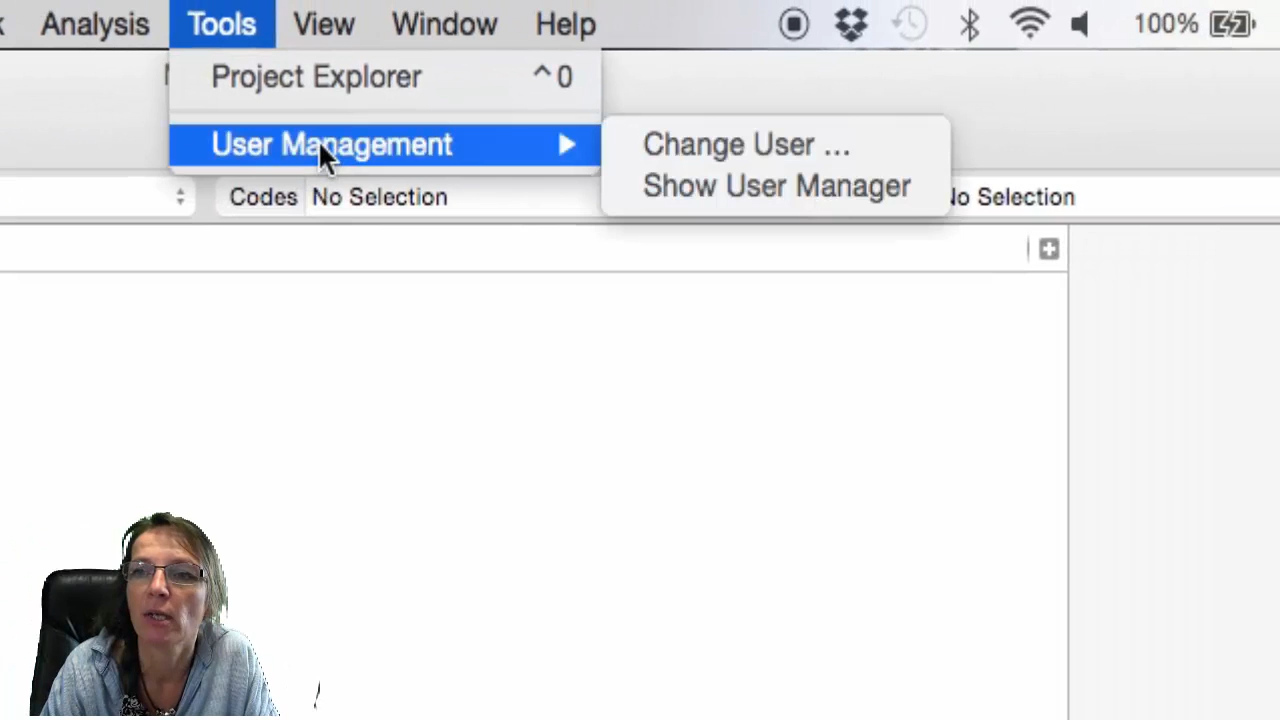 Analysis Tools View Window Help 100%
Project Explorer ^0
User Management
Change User ...
Show User Manager
Codes No Selection
No Selection